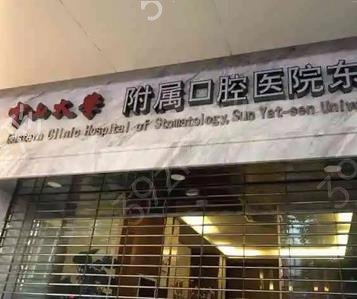 中山大学 附属口腔医院东
Eastern Clinic Hospital of Stomatology, Sun Yat-sen Univ